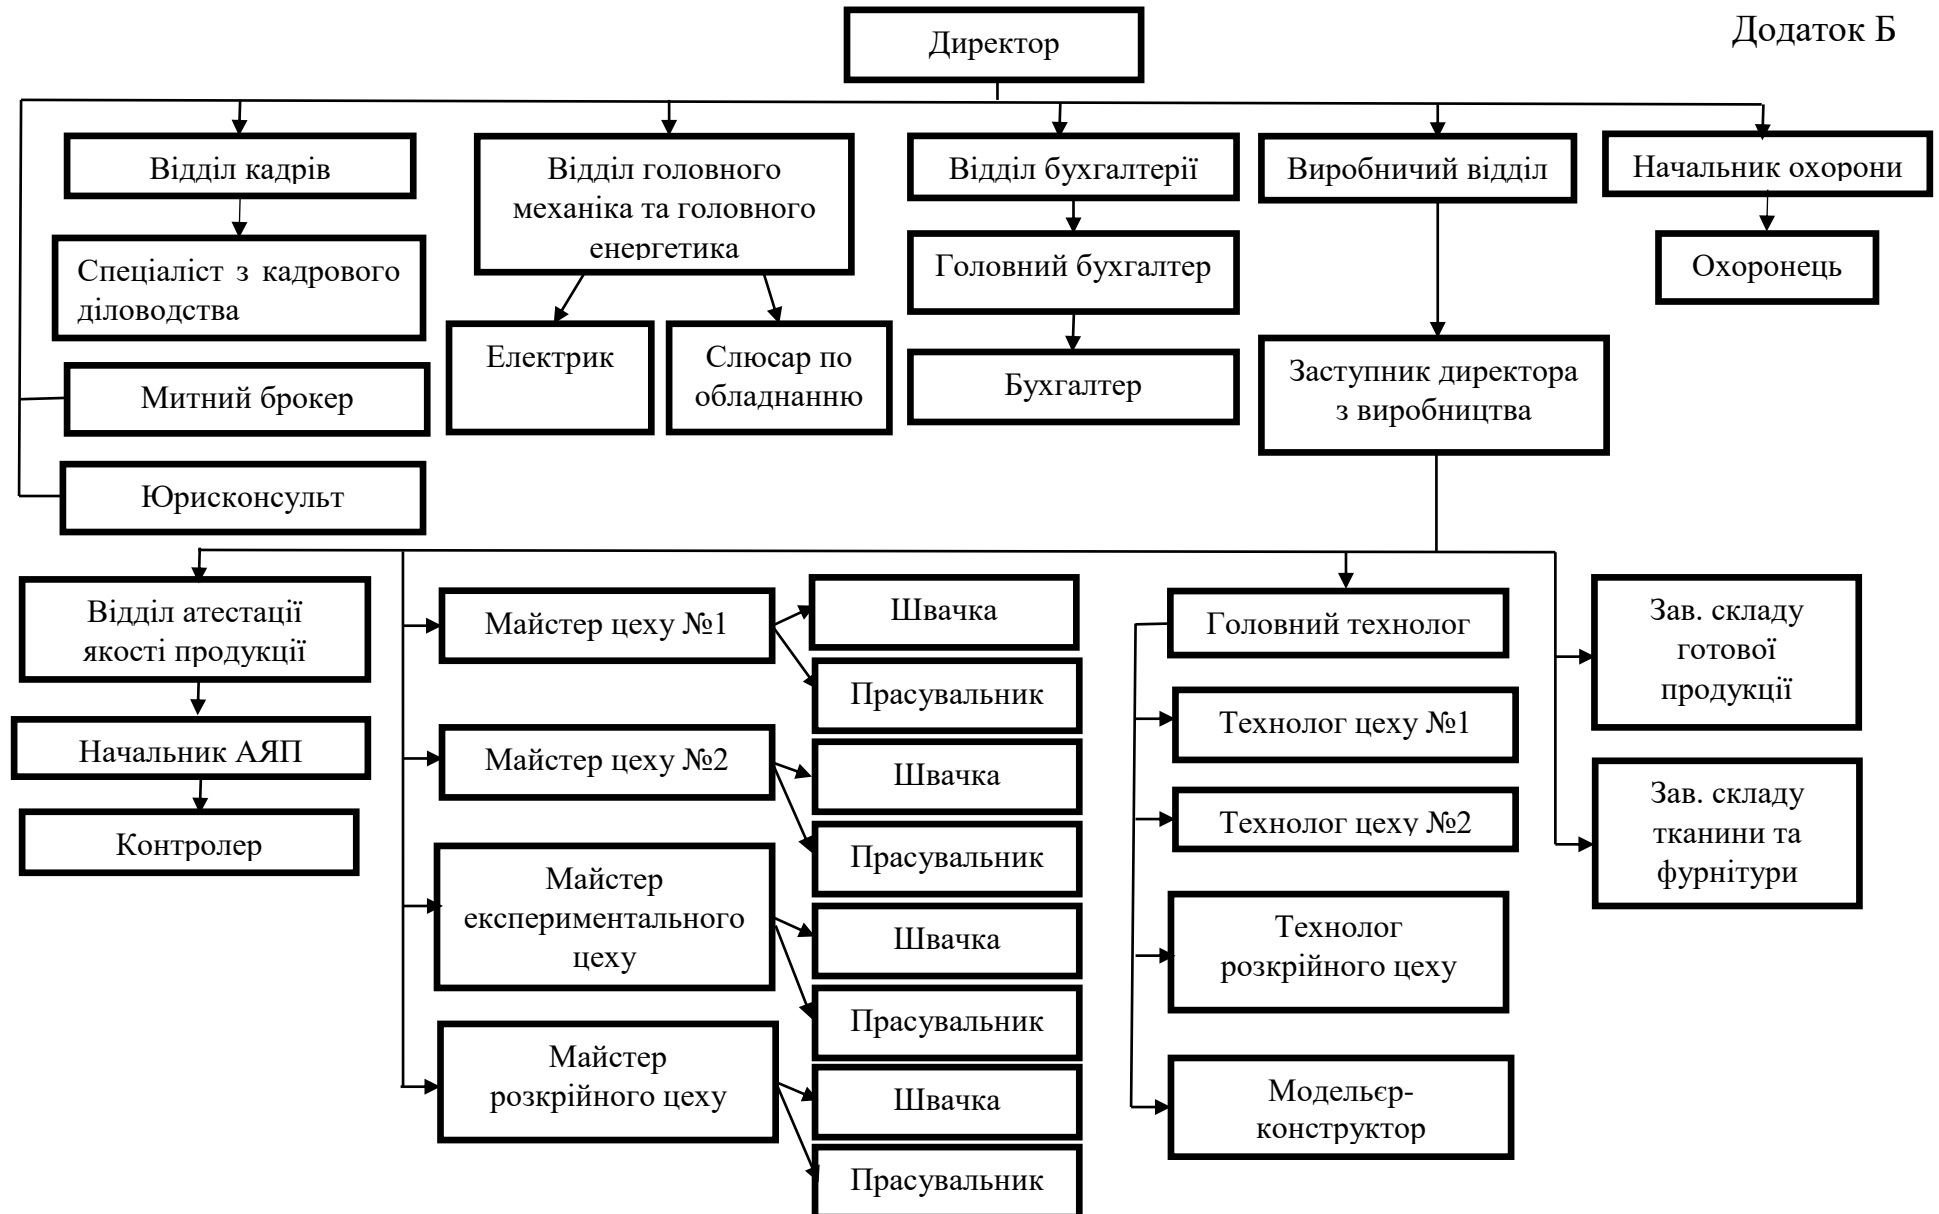 Додаток Б
Директор
Відділ кадрів
Відділ головного
механіка та головного
енергетика
Відділ бухгалтерії
Виробничий відділ
Начальник охорони
Спеціаліст з кадрового
діловодства
Головний бухгалтер
Охоронець
Електрик
Слюсар по
обладнанню
Бухгалтер
Заступник директора
з виробництва
Митний брокер
Юрисконсульт
Відділ атестації
якості продукції
Начальник АЯП
Контролер
Майстер цеху №1
Швачка
Прасувальник
Майстер цеху №2
Швачка
Прасувальник
Майстер
експериментального
цеху
Швачка
Прасувальник
Майстер
розкрійного цеху
Швачка
Прасувальник
Головний технолог
Технолог цеху №1
Технолог цеху №2
Технолог
розкрійного цеху
Модельєр-
конструктор
Зав. складу
готової
продукції
Зав. складу
тканини та
фурнітури